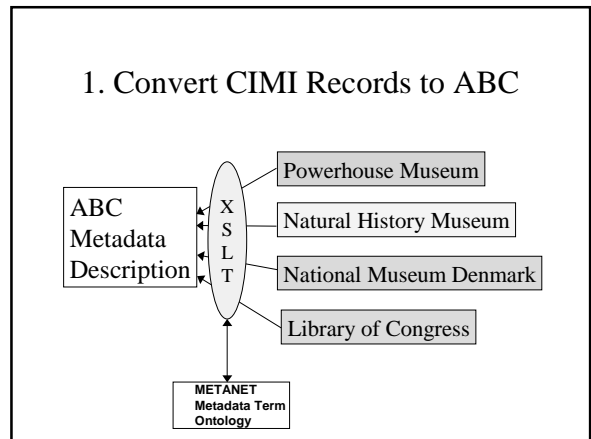 1. Convert CIMI Records to ABC
ABC
Metadata
Description
X
S
L
T
Powerhouse Museum
Natural History Museum
National Museum Denmark
Library of Congress
METANET
Metadata Term
Ontology